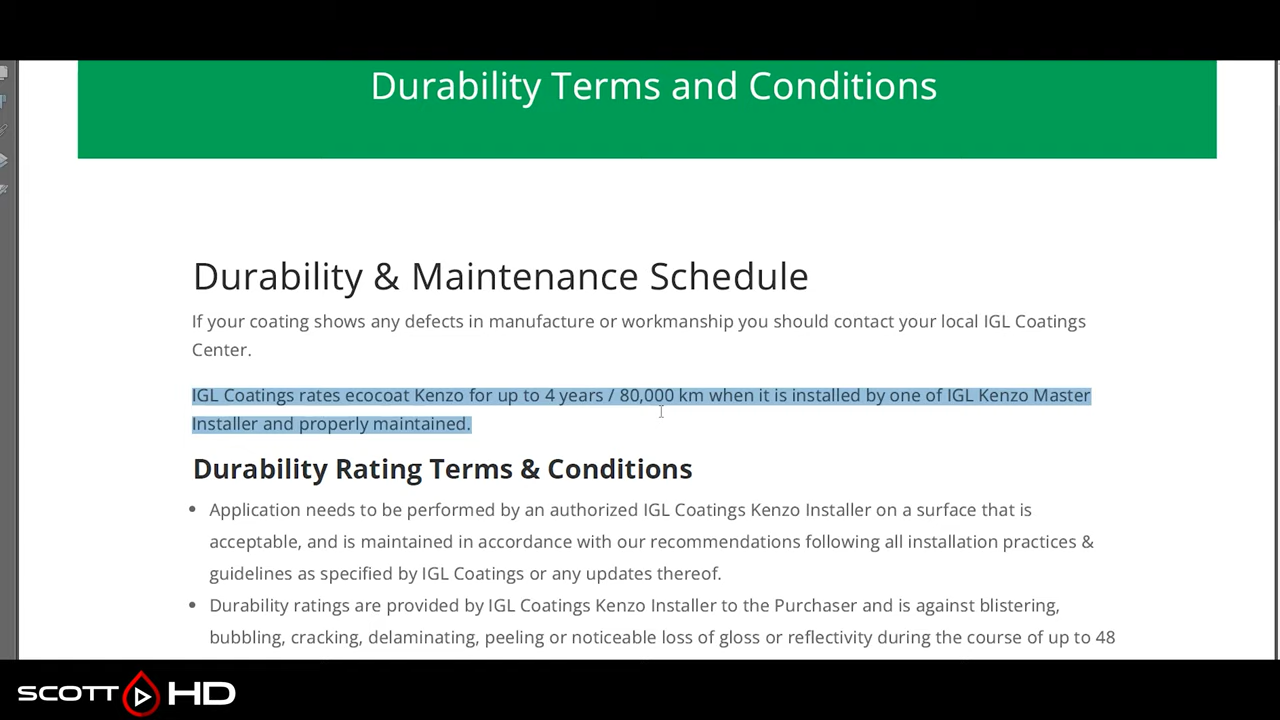 Durability Terms and Conditions
Durability & Maintenance Schedule
If your coating shows any defects in manufacture or workmanship you should contact your local IGL Coatings
Center.
IGL Coatings rates ecocoat Kenzo for up to 4 years / 80,000 km when it is installed by one of IGL Kenzo Master
Installer and properly maintained.
Durability Rating Terms & Conditions
• Application needs to be performed by an authorized IGL Coatings Kenzo Installer on a surface that is
acceptable, and is maintained in accordance with our recommendations following all installation practices &
guidelines as specified by IGL Coatings or any updates thereof.
• Durability ratings are provided by IGL Coatings Kenzo Installer to the Purchaser and is against blistering,
bubbling, cracking, delaminating, peeling or noticeable loss of gloss or reflectivity during the course of up to 48
SCOTT HD